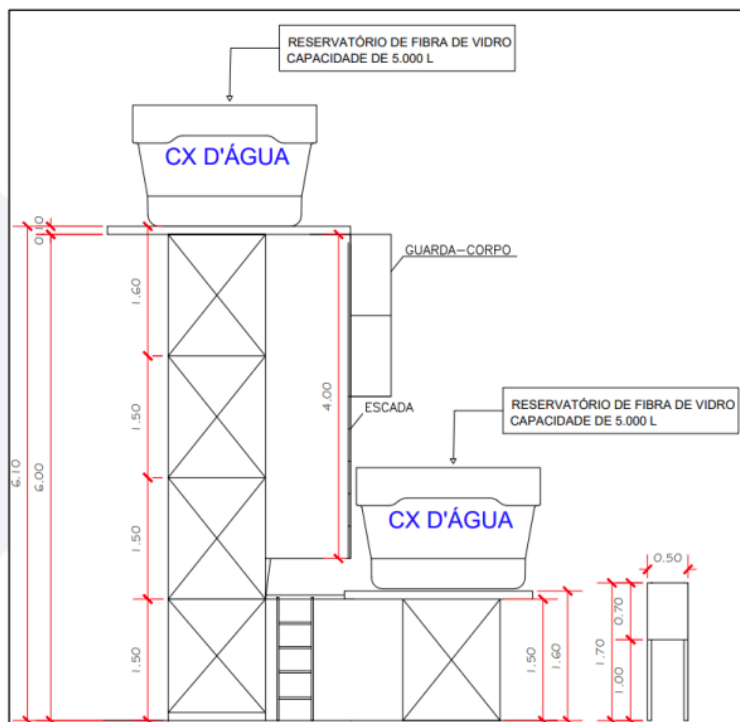 RESERVATÓRIO DE FIBRA DE VIDRO
CAPACIDADE DE 5.000 L
CX D'ÁGUA
0.10
GUARDA-CORPO
1.60
4.00
RESERVATÓRIO DE FIBRA DE VIDRO
CAPACIDADE DE 5.000 L
ESCADA
1.50
6.10
6.00
CX D'ÁGUA
1.50
0.50
0.70
1.50
1.50
1.60
1.70
1.00